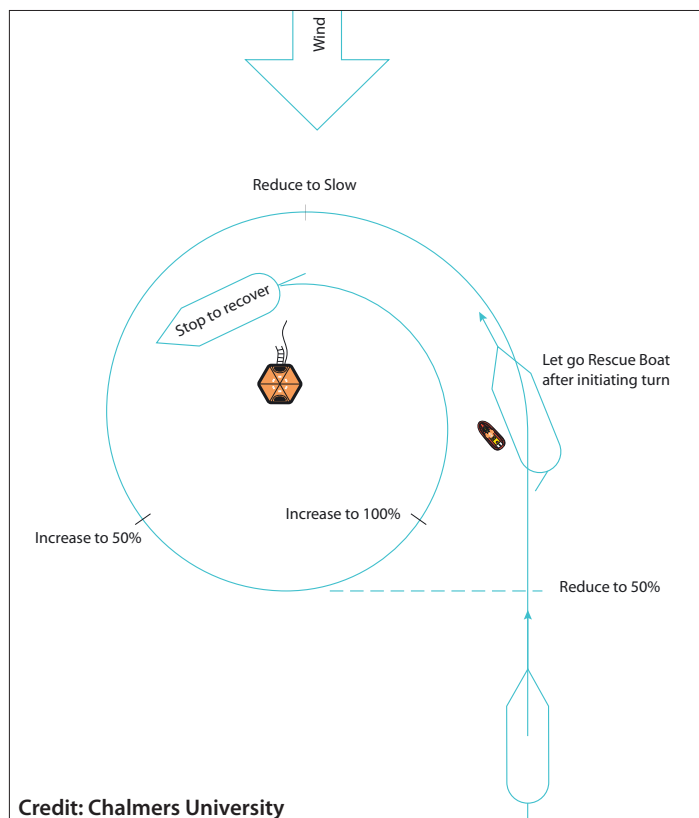 Wind
Reduce to Slow
Stop to recover
Let go Rescue Boat
after initiating turn
Increase to 100%
Increase to 50%
Reduce to 50%
Credit: Chalmers University